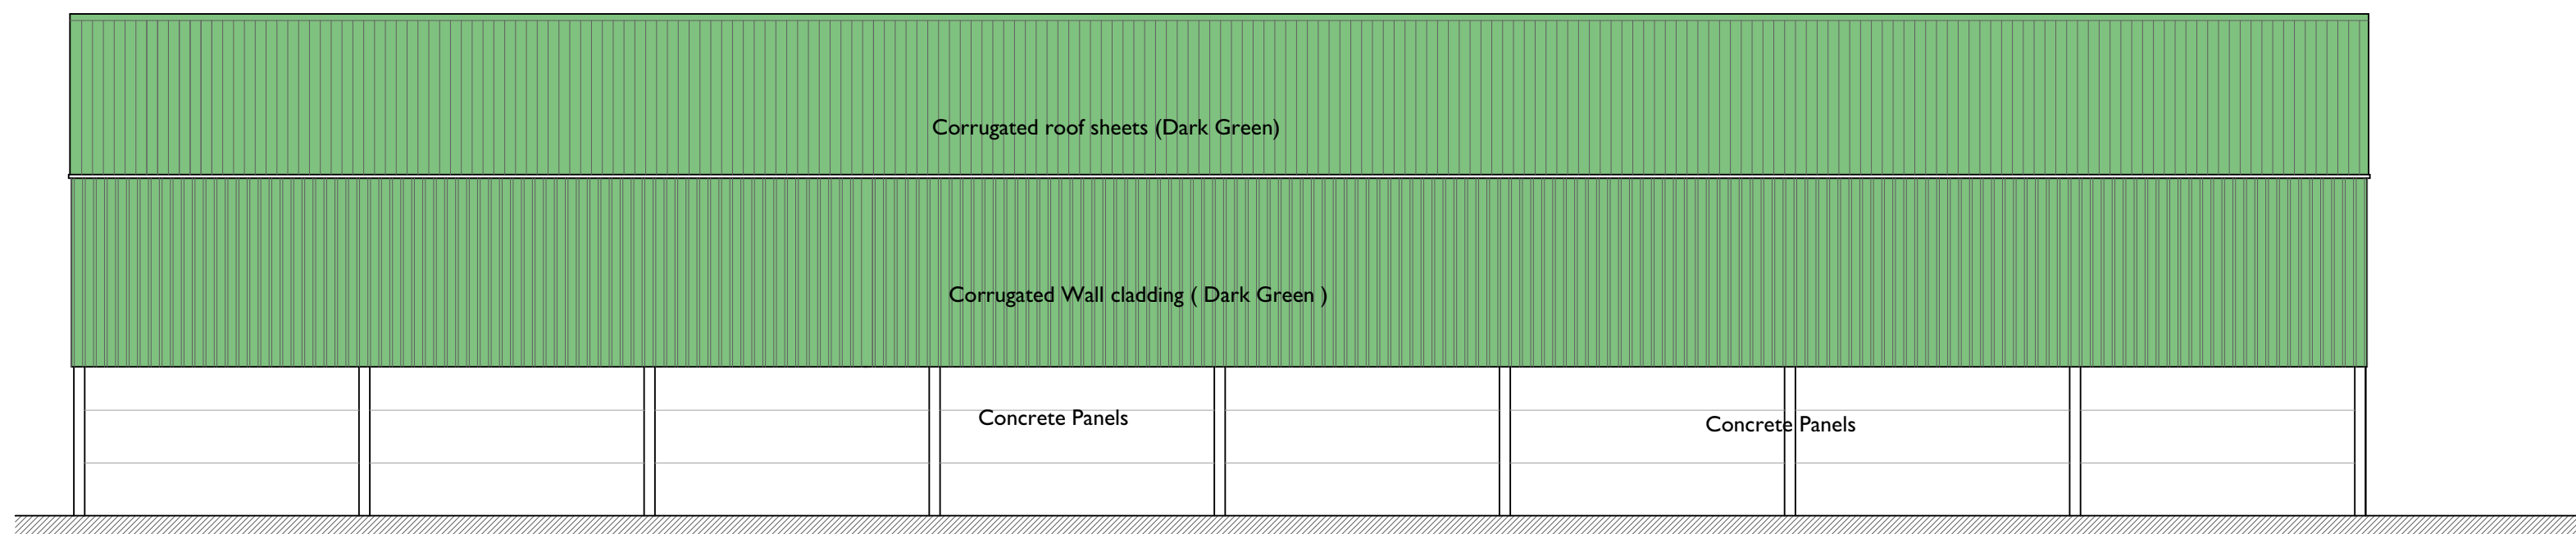 Corrugated roof sheets (Dark Green)
Corrugated Wall cladding ( Dark Green )
Concrete Panels
Concrete Panels